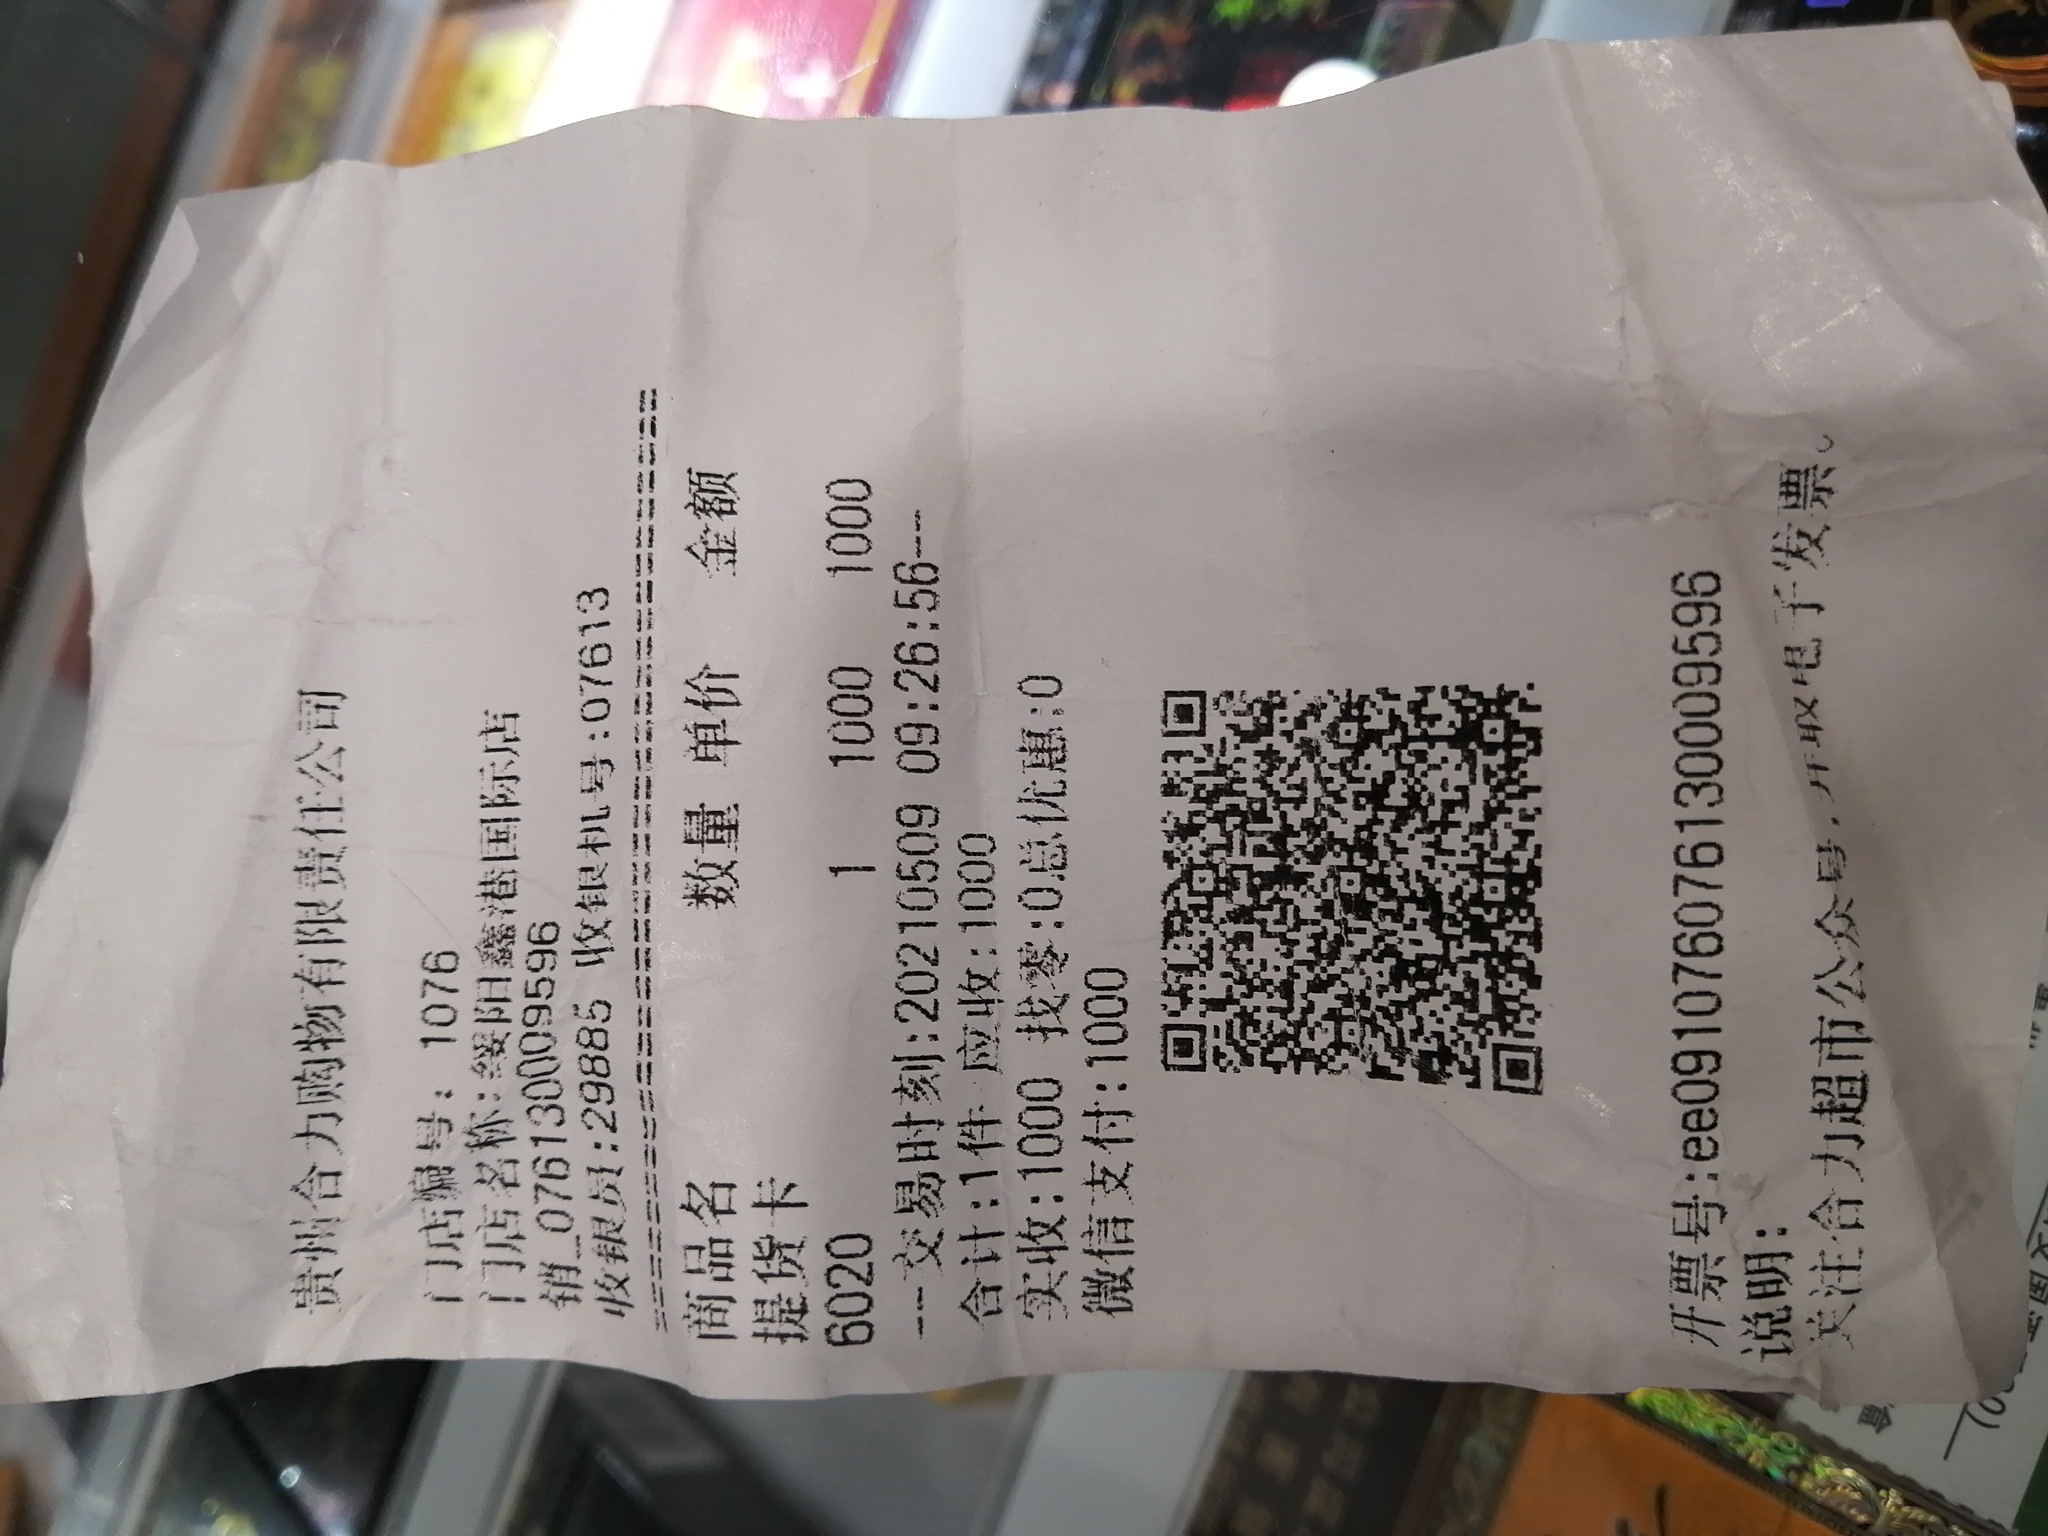 贵州合力购物有限责任公司
门店编号: 1076
门店名称:绥阳鑫港国际店
销_0761300095​96
收银员:29885 收银机号:07613
商品名 数量 单价 金额
提货卡
6020 1 1000 1000
---交易时刻:20210509 09:26:56--
合计:1件 应收:1000
实收:1000 找零:0总优惠:0
微信支付:1000
开票号:ee09107607613​00009596
说明:
关注合力超市公众号,开取电子发票。